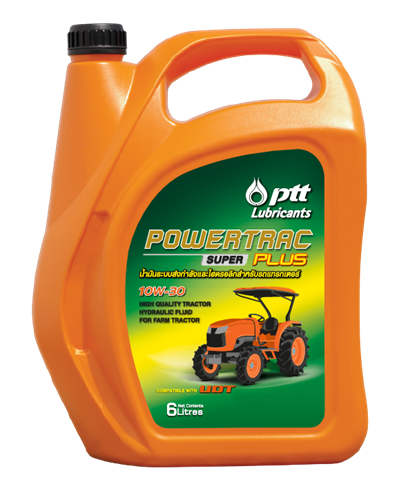 ptt
Lubricants
POWERTRAC
SUPER PLUS
น้ำมันระบบส่งกำลังและไฮดรอลิกสำหรับรถแทรกเตอร์
10W-30
HIGH QUALITY TRACTOR
HYDRAULIC FLUID
FOR FARM TRACTOR
COMPATIBLE WITH UDT
Net Contents
6 Litres